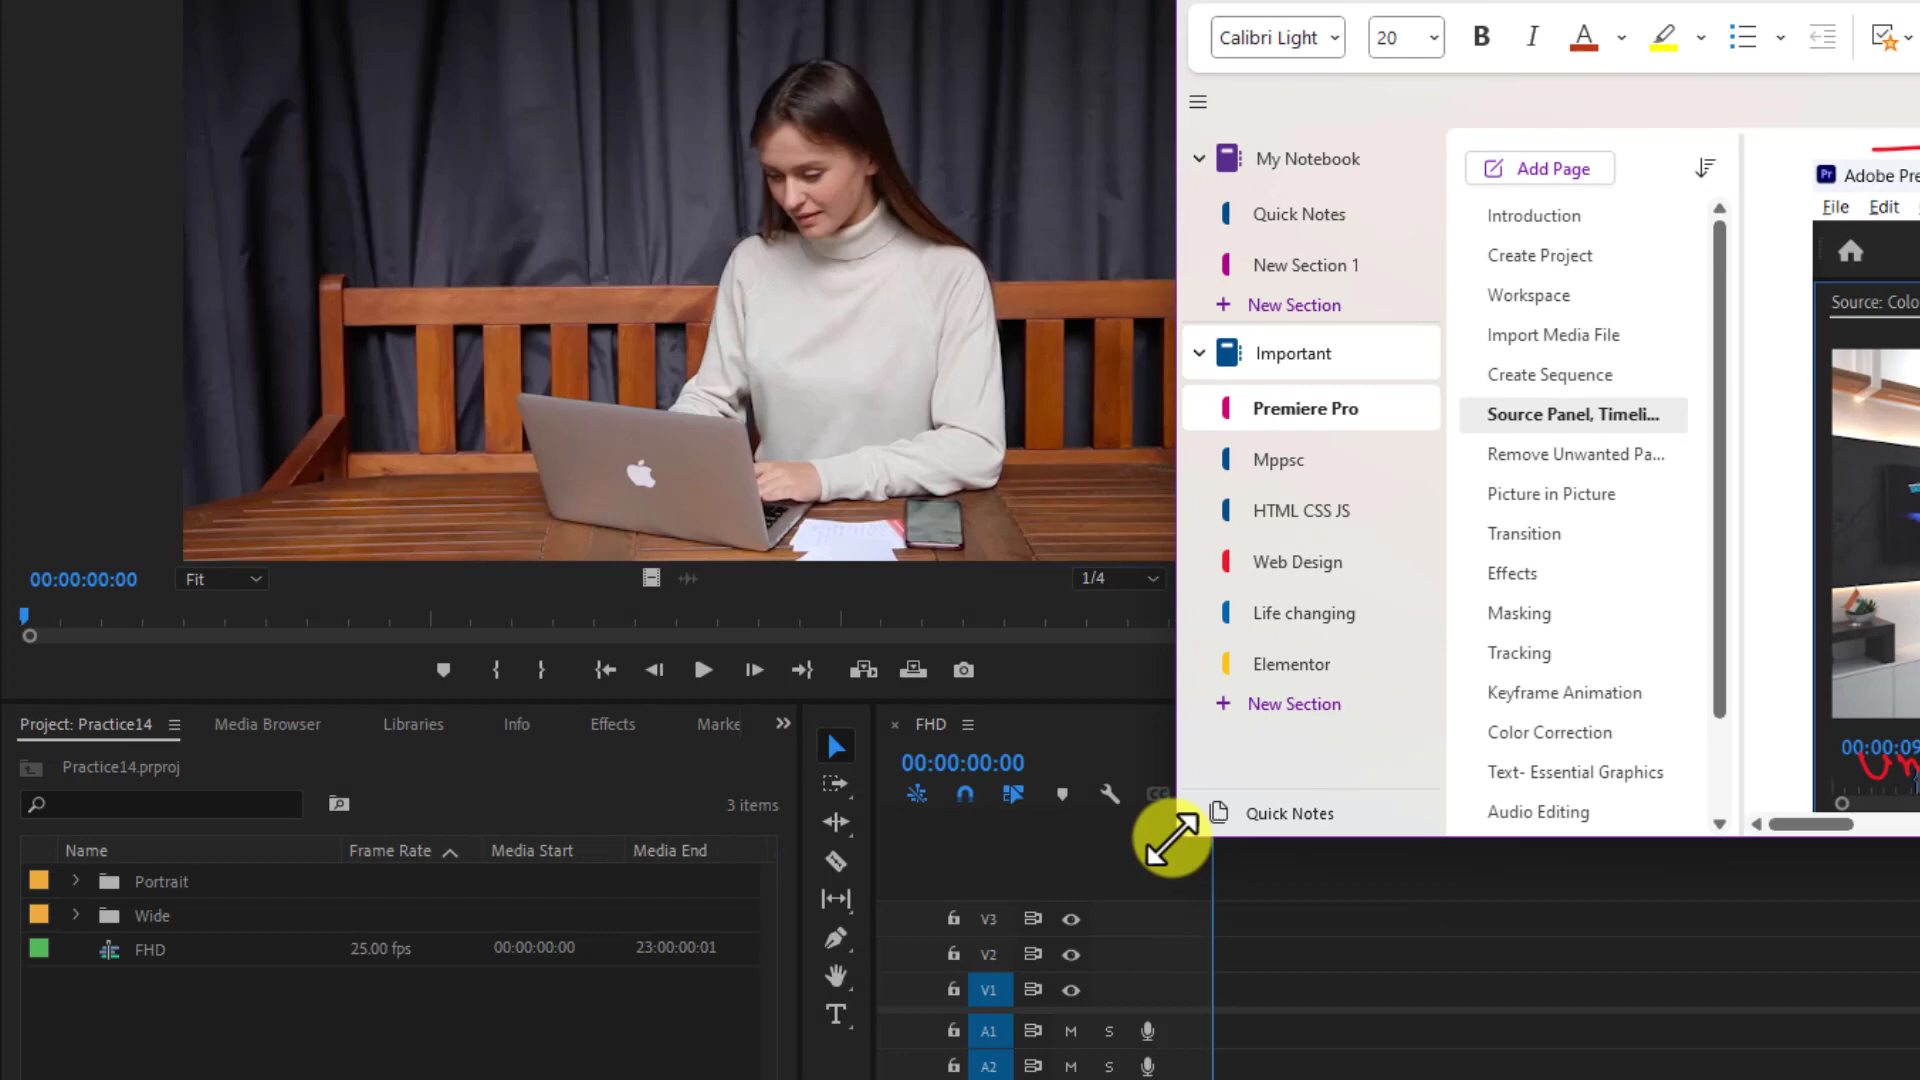 Calibri Light
20
B
I
A
My Notebook
Quick Notes
New Section 1
+ New Section
Important
Premiere Pro
Mppsc
HTML CSS JS
Web Design
Life changing
Elementor
+ New Section
Quick Notes
Add Page
Introduction
Create Project
Workspace
Import Media File
Create Sequence
Source Panel, Timeli...
Remove Unwanted Pa...
Picture in Picture
Transition
Effects
Masking
Tracking
Keyframe Animation
Color Correction
Text- Essential Graphics
Audio Editing
Pr Adobe Pre
File Edit
Source: Colo
00:00:09
00:00:00:00
Fit
1/4
Project: Practice14
Media Browser
Libraries
Info
Effects
Marke
Practice14.prproj
3 items
Name Frame Rate Media Start Media End
Portrait
Wide
FHD 25.00 fps 00:00:00:00 23:00:00:01
× FHD
00:00:00:00
CC
V3
V2
V1
A1 M S
A2 M S
T